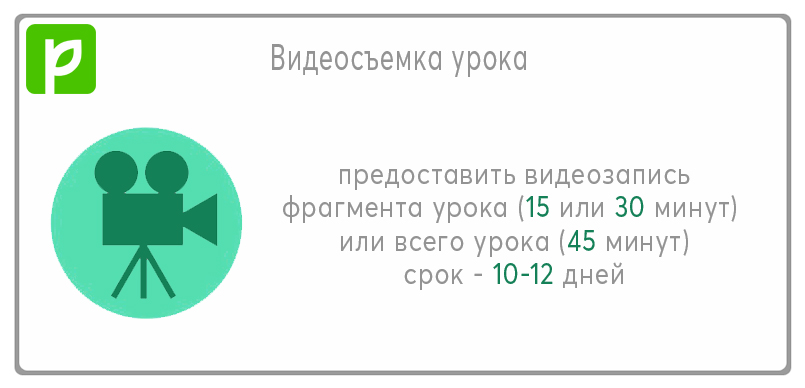 Видеосъемка урока
предоставить видеозапись
фрагмента урока (15 или 30 минут)
или всего урока (45 минут)
срок - 10-12 дней